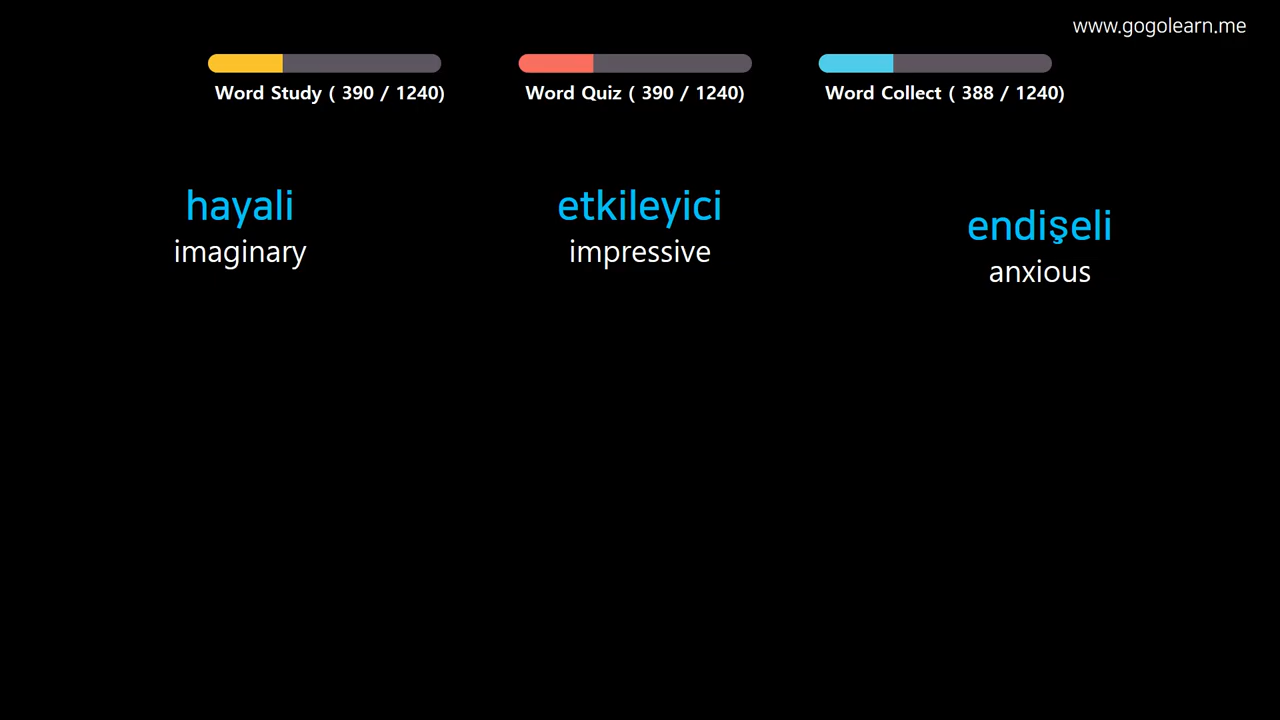 www.gogolearn.me
Word Study ( 390 / 1240)
Word Quiz ( 390 / 1240)
Word Collect ( 388 / 1240)
hayali
imaginary
etkileyici
impressive
endişeli
anxious